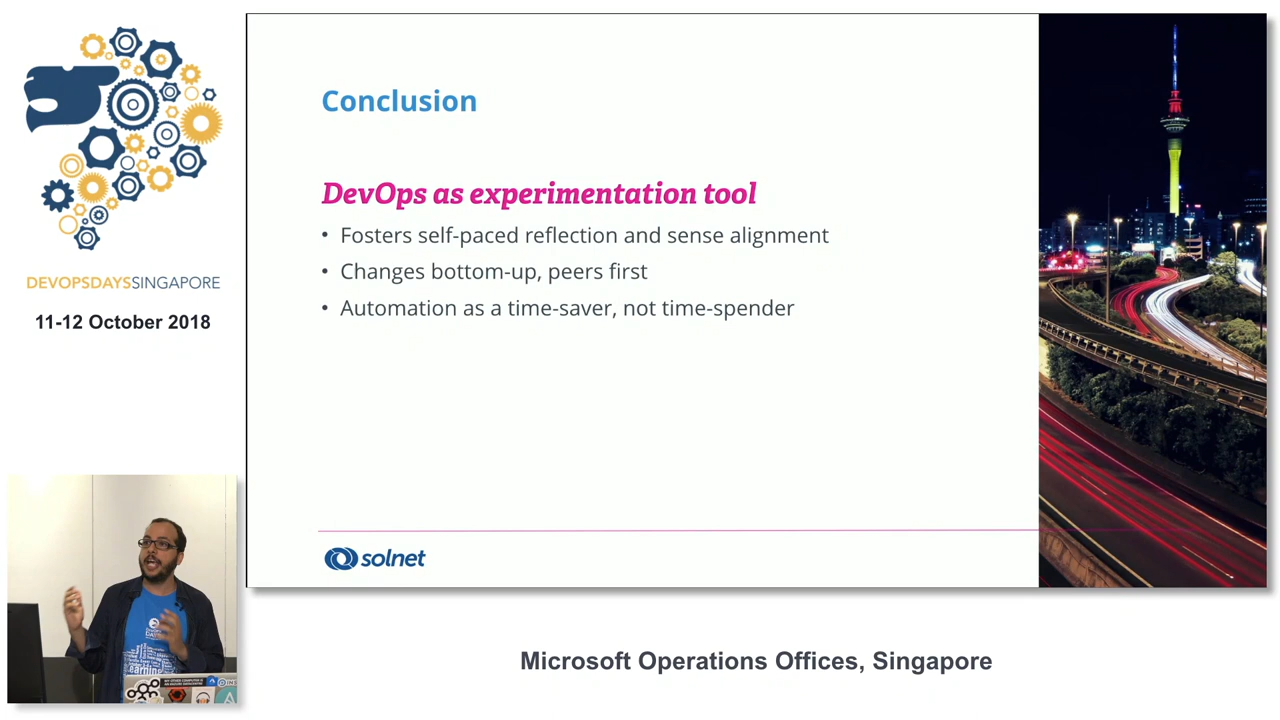 DEVOPSDAYSSINGAPORE
11-12 October 2018
Conclusion
DevOps as experimentation tool
• Fosters self-paced reflection and sense alignment
• Changes bottom-up, peers first
• Automation as a time-saver, not time-spender
solnet
Microsoft Operations Offices, Singapore